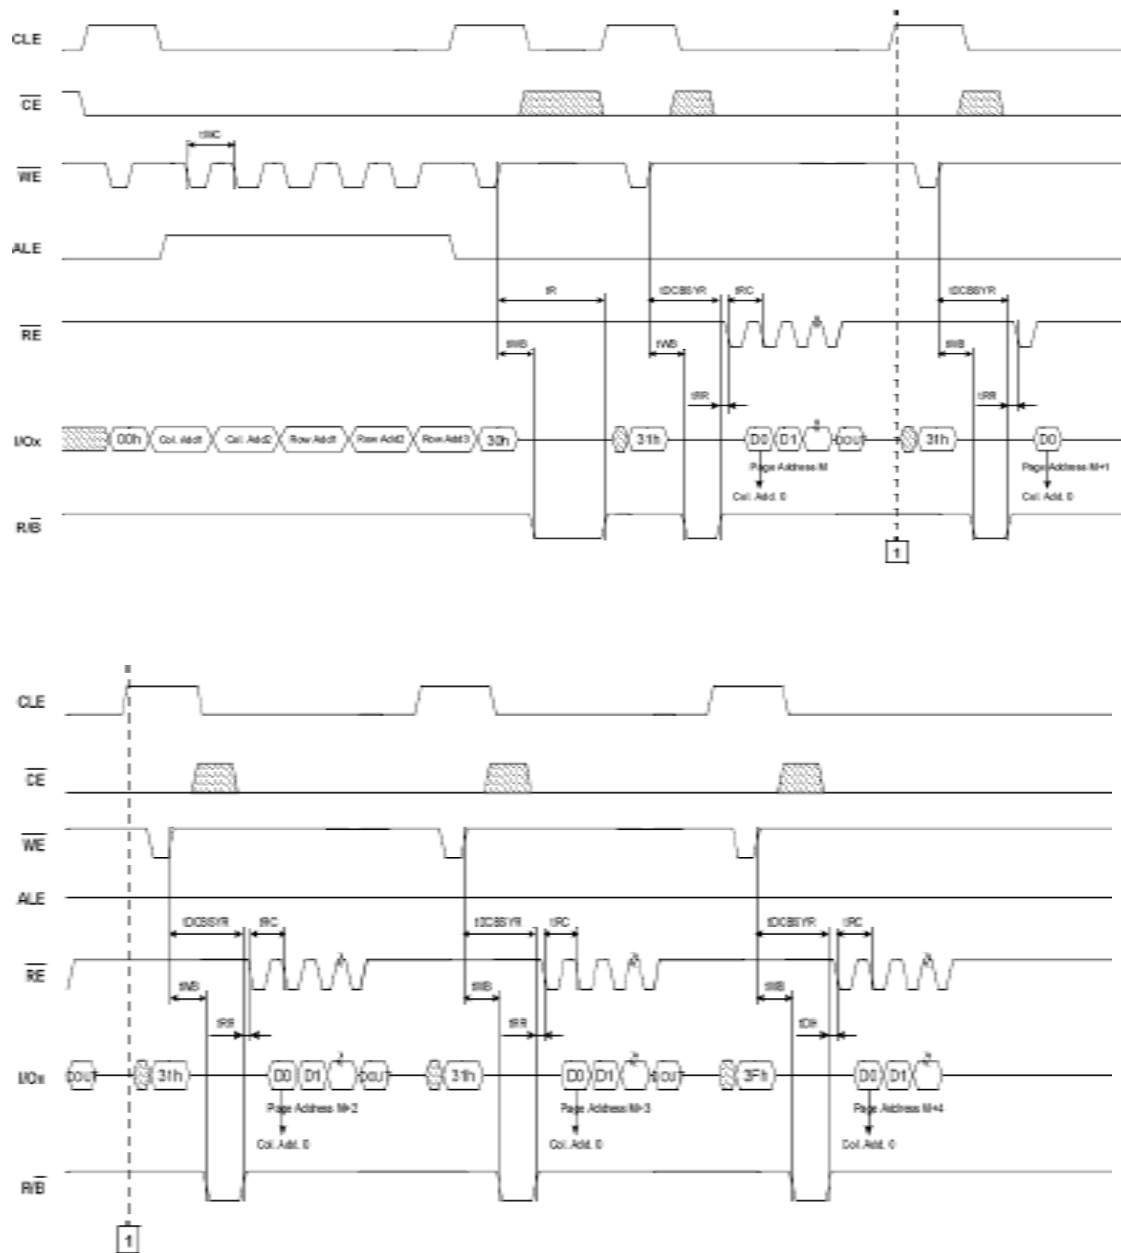 CLE
CE
tWC
WE
ALE
tR tDCBSYR tRC tDCBSYR
RE
tWB tWB tWB
tRR tRR
I/Ox 00h Col. Add1 Col. Add2 Row Add1 Row Add2 Row Add3 30h 31h D0 D1 Dout 31h D0
Page Address M Page Address M+1
Col. Add. 0 Col. Add. 0
R/B
1
CLE
CE
WE
ALE
tDCBSYR tRC tDCBSYR tRC tDCBSYR tRC
RE
tWB tWB tWB
tRR tRR
I/Ox Dout 31h D0 D1 Dout 31h D0 D1 Dout 3Fh D0 D1
Page Address M+2 Page Address M+3 Page Address M+4
Col. Add. 0 Col. Add. 0 Col. Add. 0
R/B
1